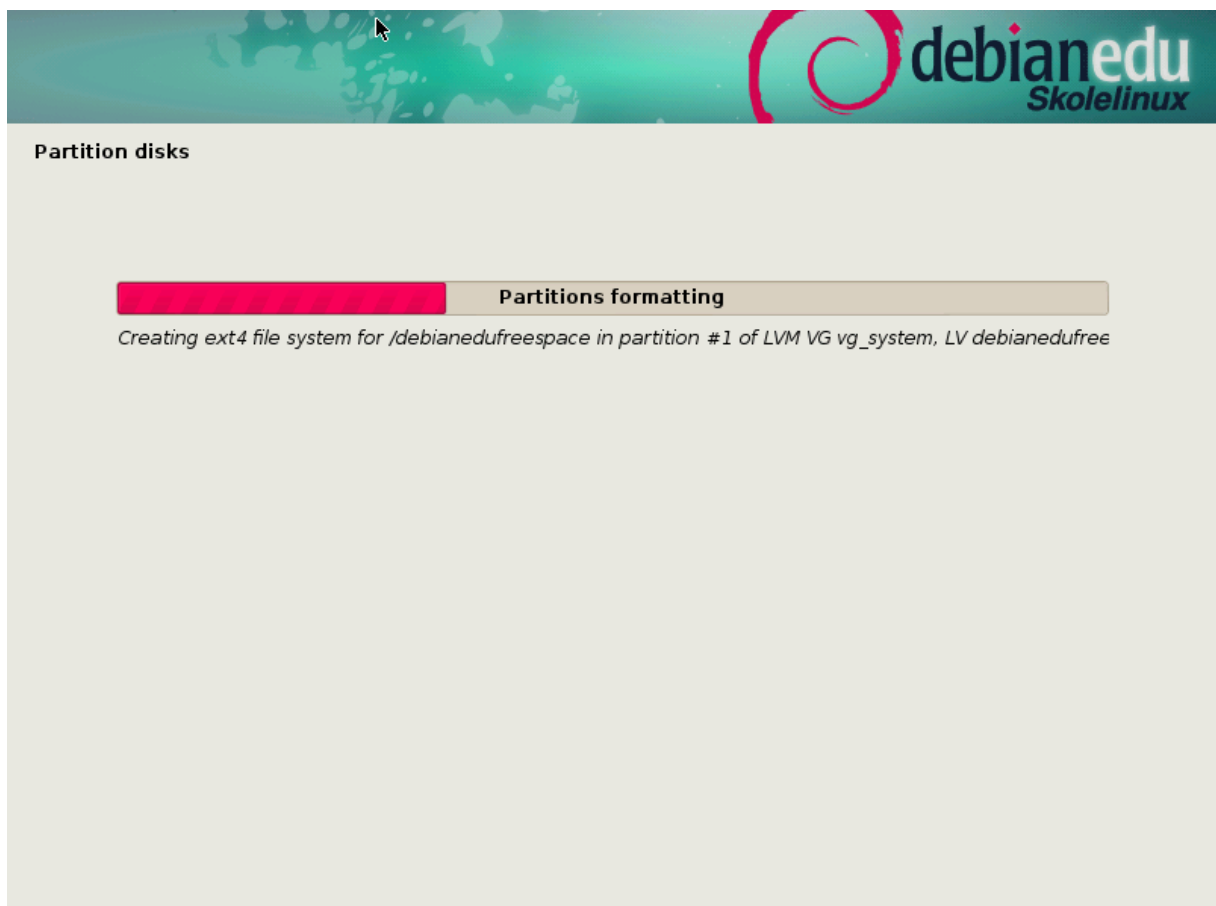 debianedu
Skolelinux
Partition disks
Partitions formatting
Creating ext4 file system for /debianedufreespace in partition #1 of LVM VG vg_system, LV debianedufree